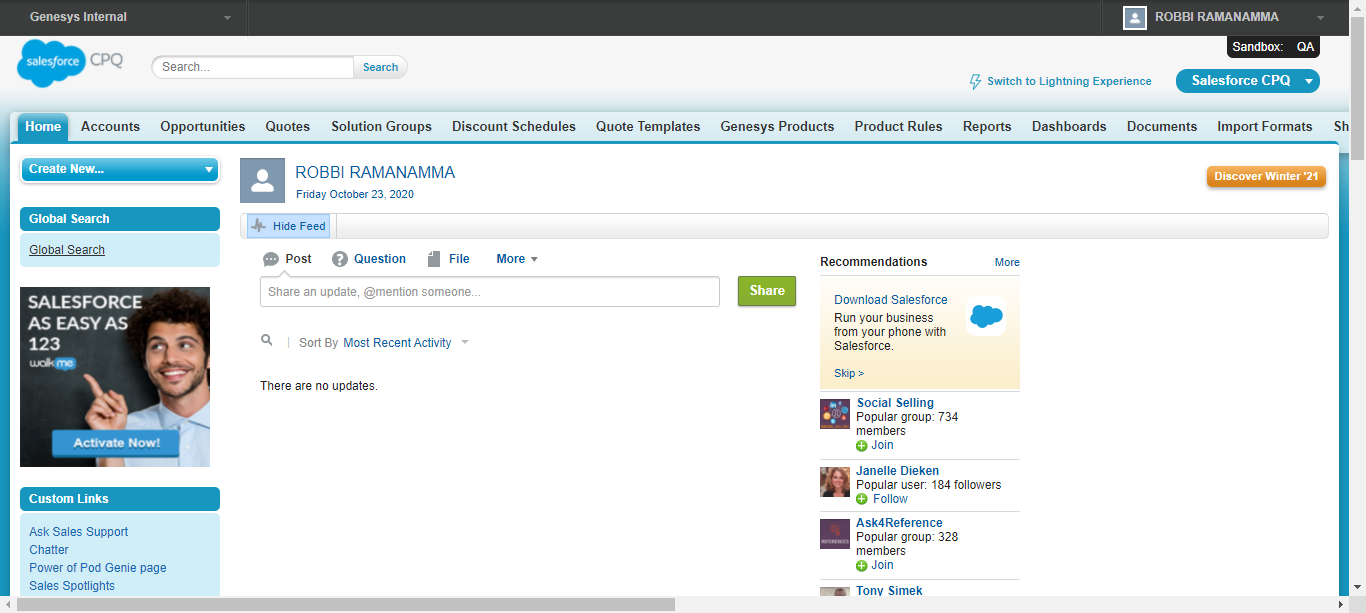 Genesys Internal
ROBBI RAMANAMMA
Sandbox: QA
salesforce CPQ
Search...
Search
Switch to Lightning Experience
Salesforce CPQ
Home Accounts Opportunities Quotes Solution Groups Discount Schedules Quote Templates Genesys Products Product Rules Reports Dashboards Documents Import Formats Sh
Create New...
Global Search
Global Search
SALESFORCE
AS EASY AS
123
walkme
Activate Now!
Custom Links
Ask Sales Support
Chatter
Power of Pod Genie page
Sales Spotlights
ROBBI RAMANAMMA
Friday October 23, 2020
Discover Winter '21
Hide Feed
Post Question File More
Share an update, @mention someone...
Share
Sort By Most Recent Activity
There are no updates.
Recommendations More
Download Salesforce
Run your business
from your phone with
Salesforce.
Skip >
Social Selling
Popular group: 734
members
Join
Janelle Dieken
Popular user: 184 followers
Follow
Ask4Reference
Popular group: 328
members
Join
Tony Simek